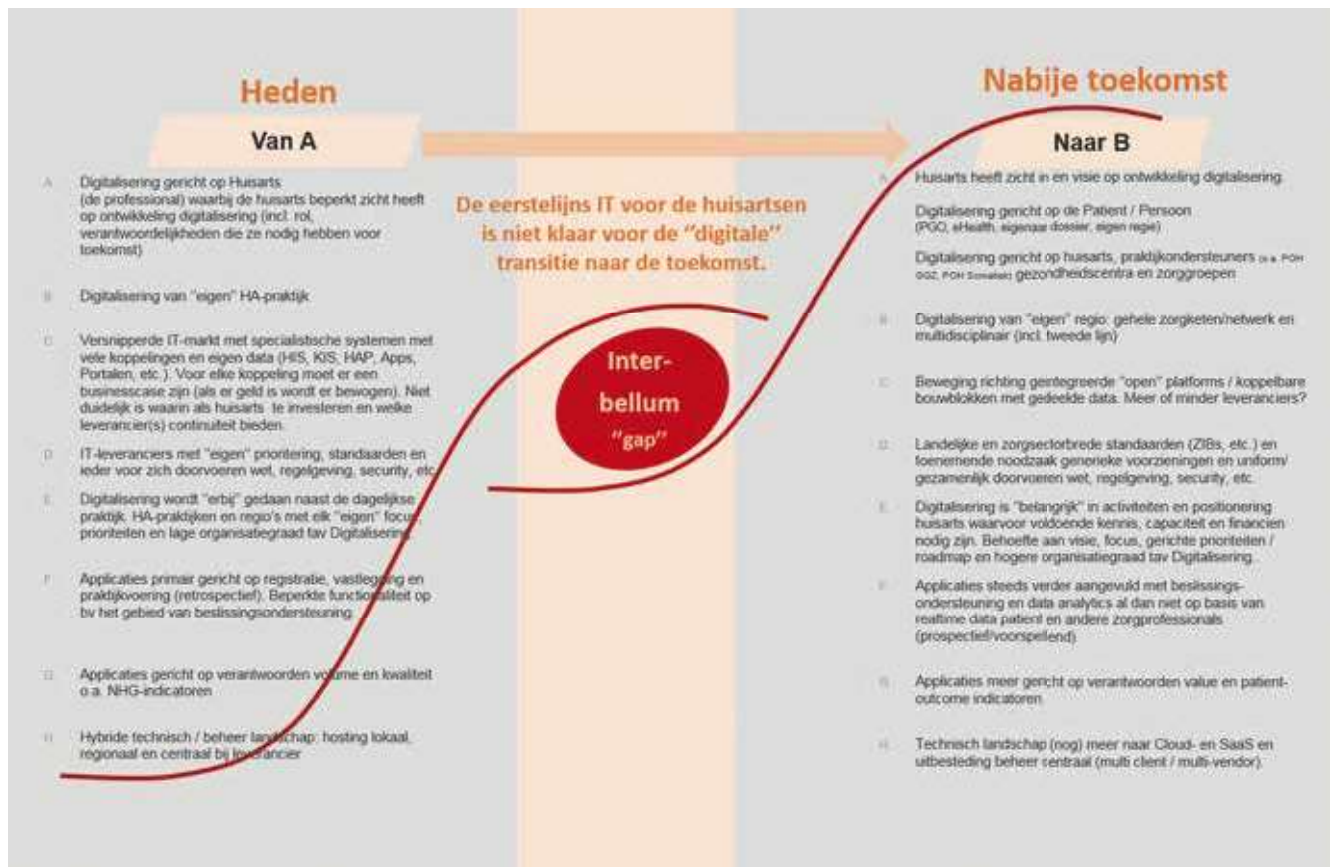 Heden
Van A
A Digitalisering gericht op Huisarts
(de professional) waarbij de huisarts beperkt zicht heeft
op ontwikkeling digitalisering (incl. rol,
verantwoordelijkheden die ze nodig hebben voor
toekomst)
B Digitalisering van "eigen" HA-praktijk
C Versnipperde IT-markt met specialistische systemen met
vele koppelingen en eigen data (HIS, KIS, HAP, Apps,
Portalen, etc.). Voor elke koppeling moet er een
businesscase zijn (als er geld is wordt er bewogen). Niet
duidelijk is waarin als huisarts te investeren en welke
leverancier(s) continuiteit bieden.
D IT-leveranciers met "eigen" priontering, standaarden en
ieder voor zich doorvoeren wet, regelgeving, security, etc
E Digitalisering wordt "erbij" gedaan naast de dagelijkse
praktijk. HA-praktijken en regio's met elk "eigen" focus,
prioriteiten en lage organisatiegraad tav Digitalisering.
F Applicaties primair gericht op registratie, vastlegging en
praktijkvoering (retrospectief). Beperkte functionaliteit op
bv het gebied van beslissingsondersteuning.
G Applicaties gericht op verantwoorden volume en kwaliteit
o.a. NHG-indicatoren
H Hybride technisch / beheer landschap: hosting lokaal,
regionaal en centraal bij leverancier
De eerstelijns IT voor de huisartsen
is niet klaar voor de "digitale"
transitie naar de toekomst.
Inter-
bellum
"gap"
Nabije toekomst
Naar B
A Huisarts heeft zicht in en visie op ontwikkeling digitalisering.
Digitalisering gericht op de Patient / Persoon
(PGO, eHealth, eigenaar dossier, eigen regie)
Digitalisering gericht op huisarts, praktijkondersteuners (o.a. POH
GGZ, POH Somatiek) gezondheidscentra en zorggroepen
B Digitalisering van "eigen" regio: gehele zorgketen/netwerk en
multidisciplinair (incl. tweede lijn)
C Beweging richting geintegreerde "open" platforms / koppelbare
bouwblokken met gedeelde data. Meer of minder leveranciers?
D Landelijke en zorgsectorbrede standaarden (ZIBs, etc.) en
toenemende noodzaak generieke voorzieningen en uniform/
gezamenlijk doorvoeren wet, regelgeving, security, etc.
E Digitalisering is "belangrijk" in activiteiten en positionering
huisarts waarvoor voldoende kennis, capaciteit en financien
nodig zijn. Behoefte aan visie, focus, gerichte prioriteiten /
roadmap en hogere organisatiegraad tav Digitalisering.
F Applicaties steeds verder aangevuld met beslissings-
ondersteuning en data analytics al dan niet op basis van
realtime data patient en andere zorgprofessionals
(prospectief/voorspellend)
G Applicaties meer gericht op verantwoorden value en patient-
outcome indicatoren.
H Technisch landschap (nog) meer naar Cloud- en SaaS en
uitbesteding beheer centraal (multi client / multi-vendor).